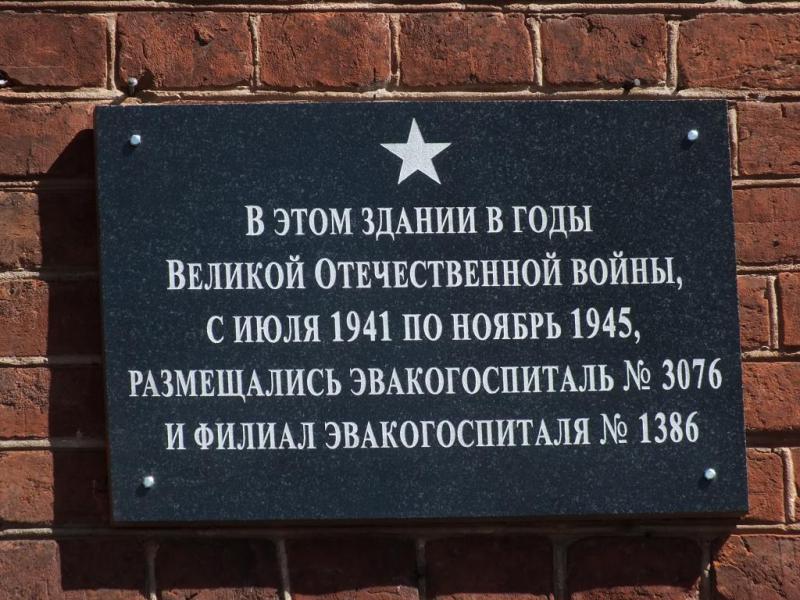 В ЭТОМ ЗДАНИИ В ГОДЫ
ВЕЛИКОЙ ОТЕЧЕСТВЕННОЙ ВОЙНЫ,
С ИЮЛЯ 1941 ПО НОЯБРЬ 1945,
РАЗМЕЩАЛИСЬ ЭВАКОГОСПИТАЛЬ № 3076
И ФИЛИАЛ ЭВАКОГОСПИТАЛЯ № 1386